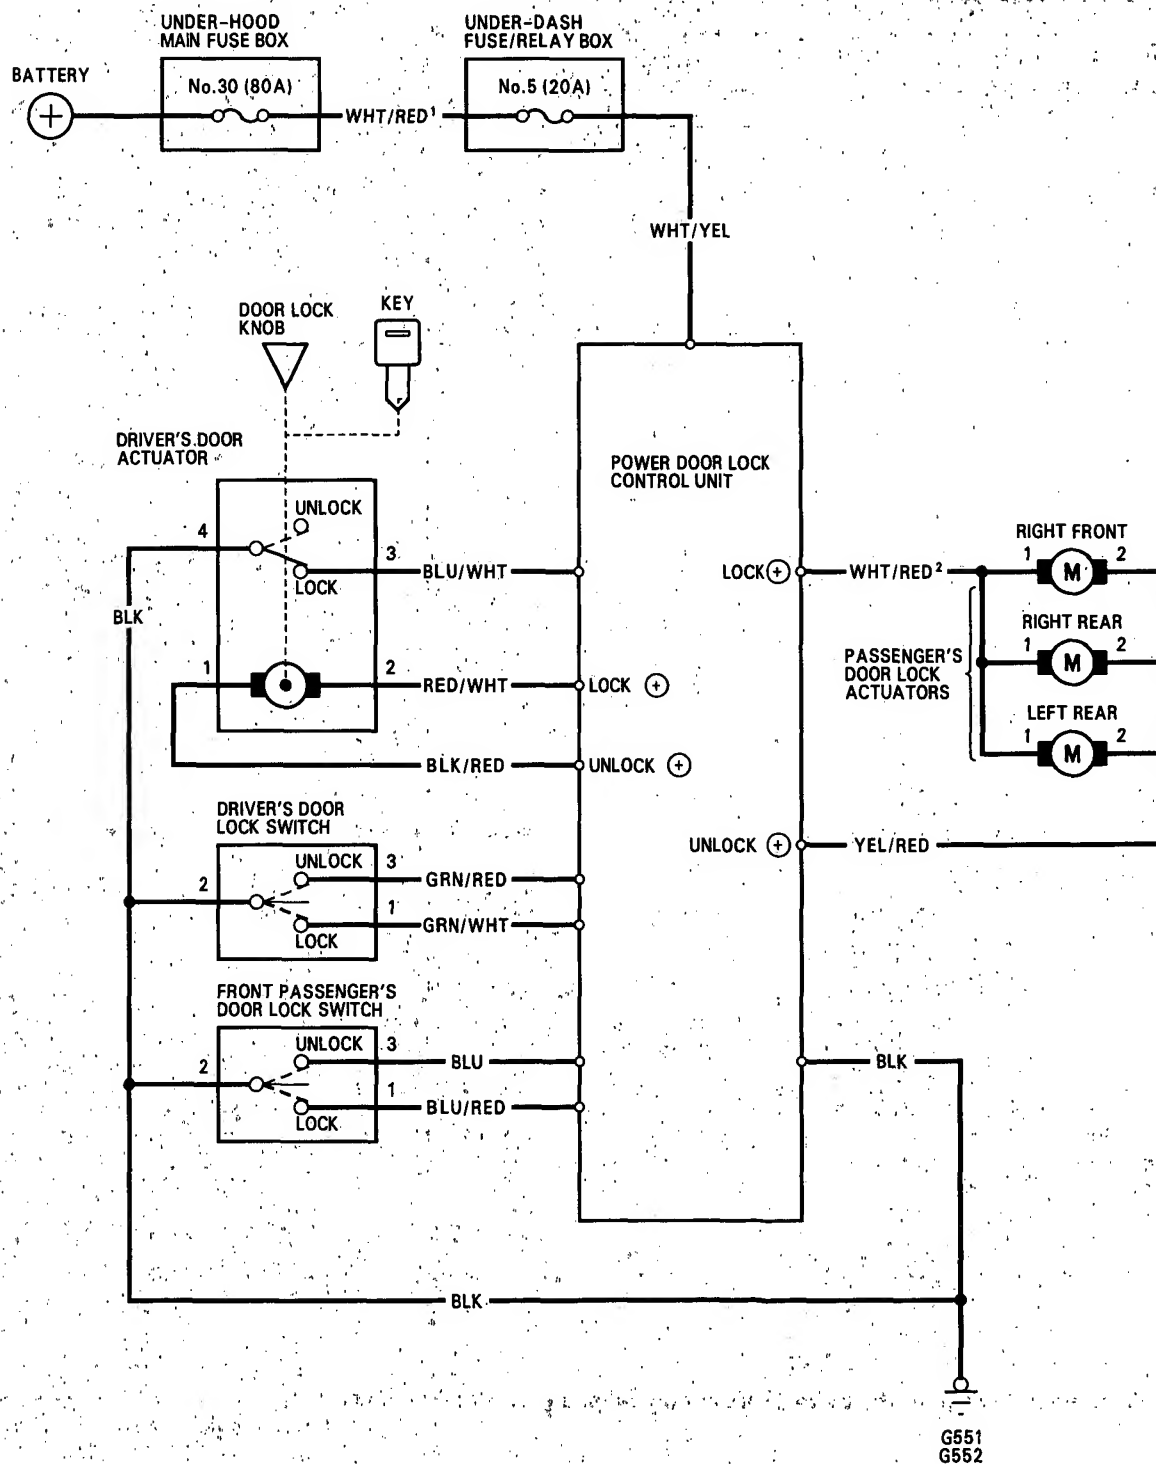 UNDER-HOOD
MAIN FUSE BOX
UNDER-DASH
FUSE/RELAY BOX
BATTERY
No.30 (80A)
No.5 (20A)
+
WHT/RED¹
WHT/YEL
DOOR LOCK
KNOB
KEY
DRIVER'S DOOR
ACTUATOR
POWER DOOR LOCK
CONTROL UNIT
UNLOCK
4
3
LOCK
BLU/WHT
LOCK +
WHT/RED²
RIGHT FRONT
1 M 2
BLK
RIGHT REAR
1 M 2
PASSENGER'S
DOOR LOCK
ACTUATORS
1
2
RED/WHT
LOCK +
LEFT REAR
1 M 2
BLK/RED
UNLOCK +
DRIVER'S DOOR
LOCK SWITCH
UNLOCK +
YEL/RED
UNLOCK
3
2
GRN/RED
1
GRN/WHT
LOCK
FRONT PASSENGER'S
DOOR LOCK SWITCH
UNLOCK
3
2
BLU
1
BLU/RED
LOCK
BLK
BLK
G551
G552